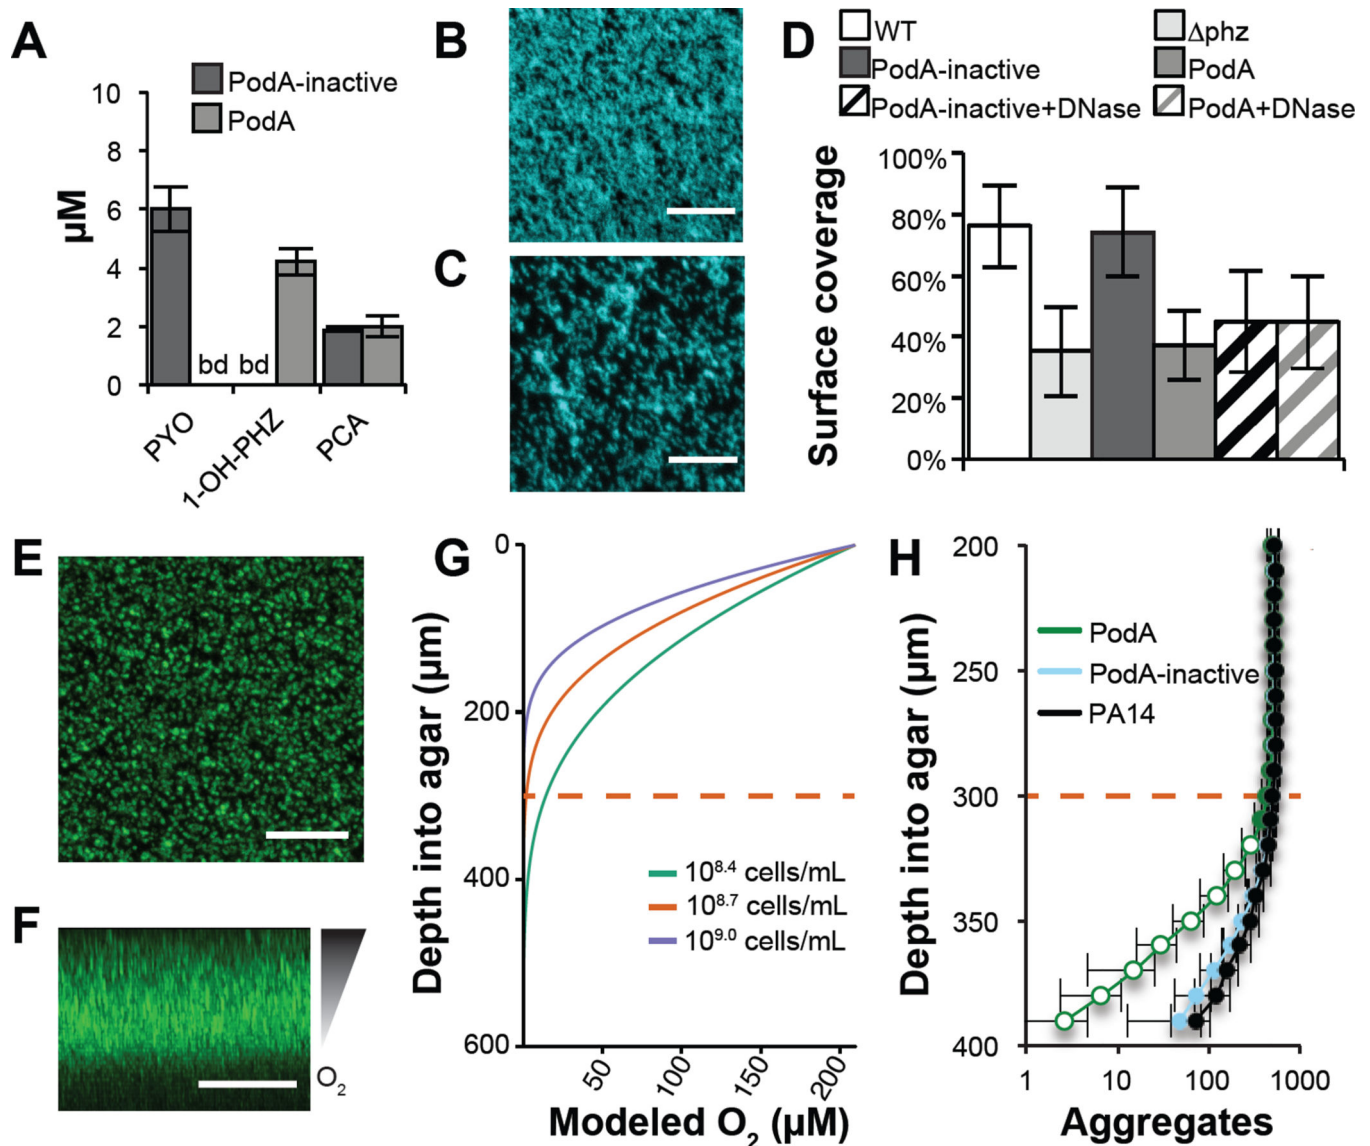 A
PodA-inactive
PodA
10
8
6
4
2
0
µM
bd bd
PYO
1-OH-PHZ
PCA
B
C
D
WT
Δphz
PodA-inactive
PodA
PodA-inactive+DNase
PodA+DNase
100%
80%
60%
40%
20%
0%
Surface coverage
E
F
O2
G
0
200
400
600
Depth into agar (µm)
10^8.4 cells/mL
10^8.7 cells/mL
10^9.0 cells/mL
50
100
150
200
Modeled O2 (µM)
H
200
250
300
350
400
Depth into agar (µm)
PodA
PodA-inactive
PA14
1
10
100
1000
Aggregates